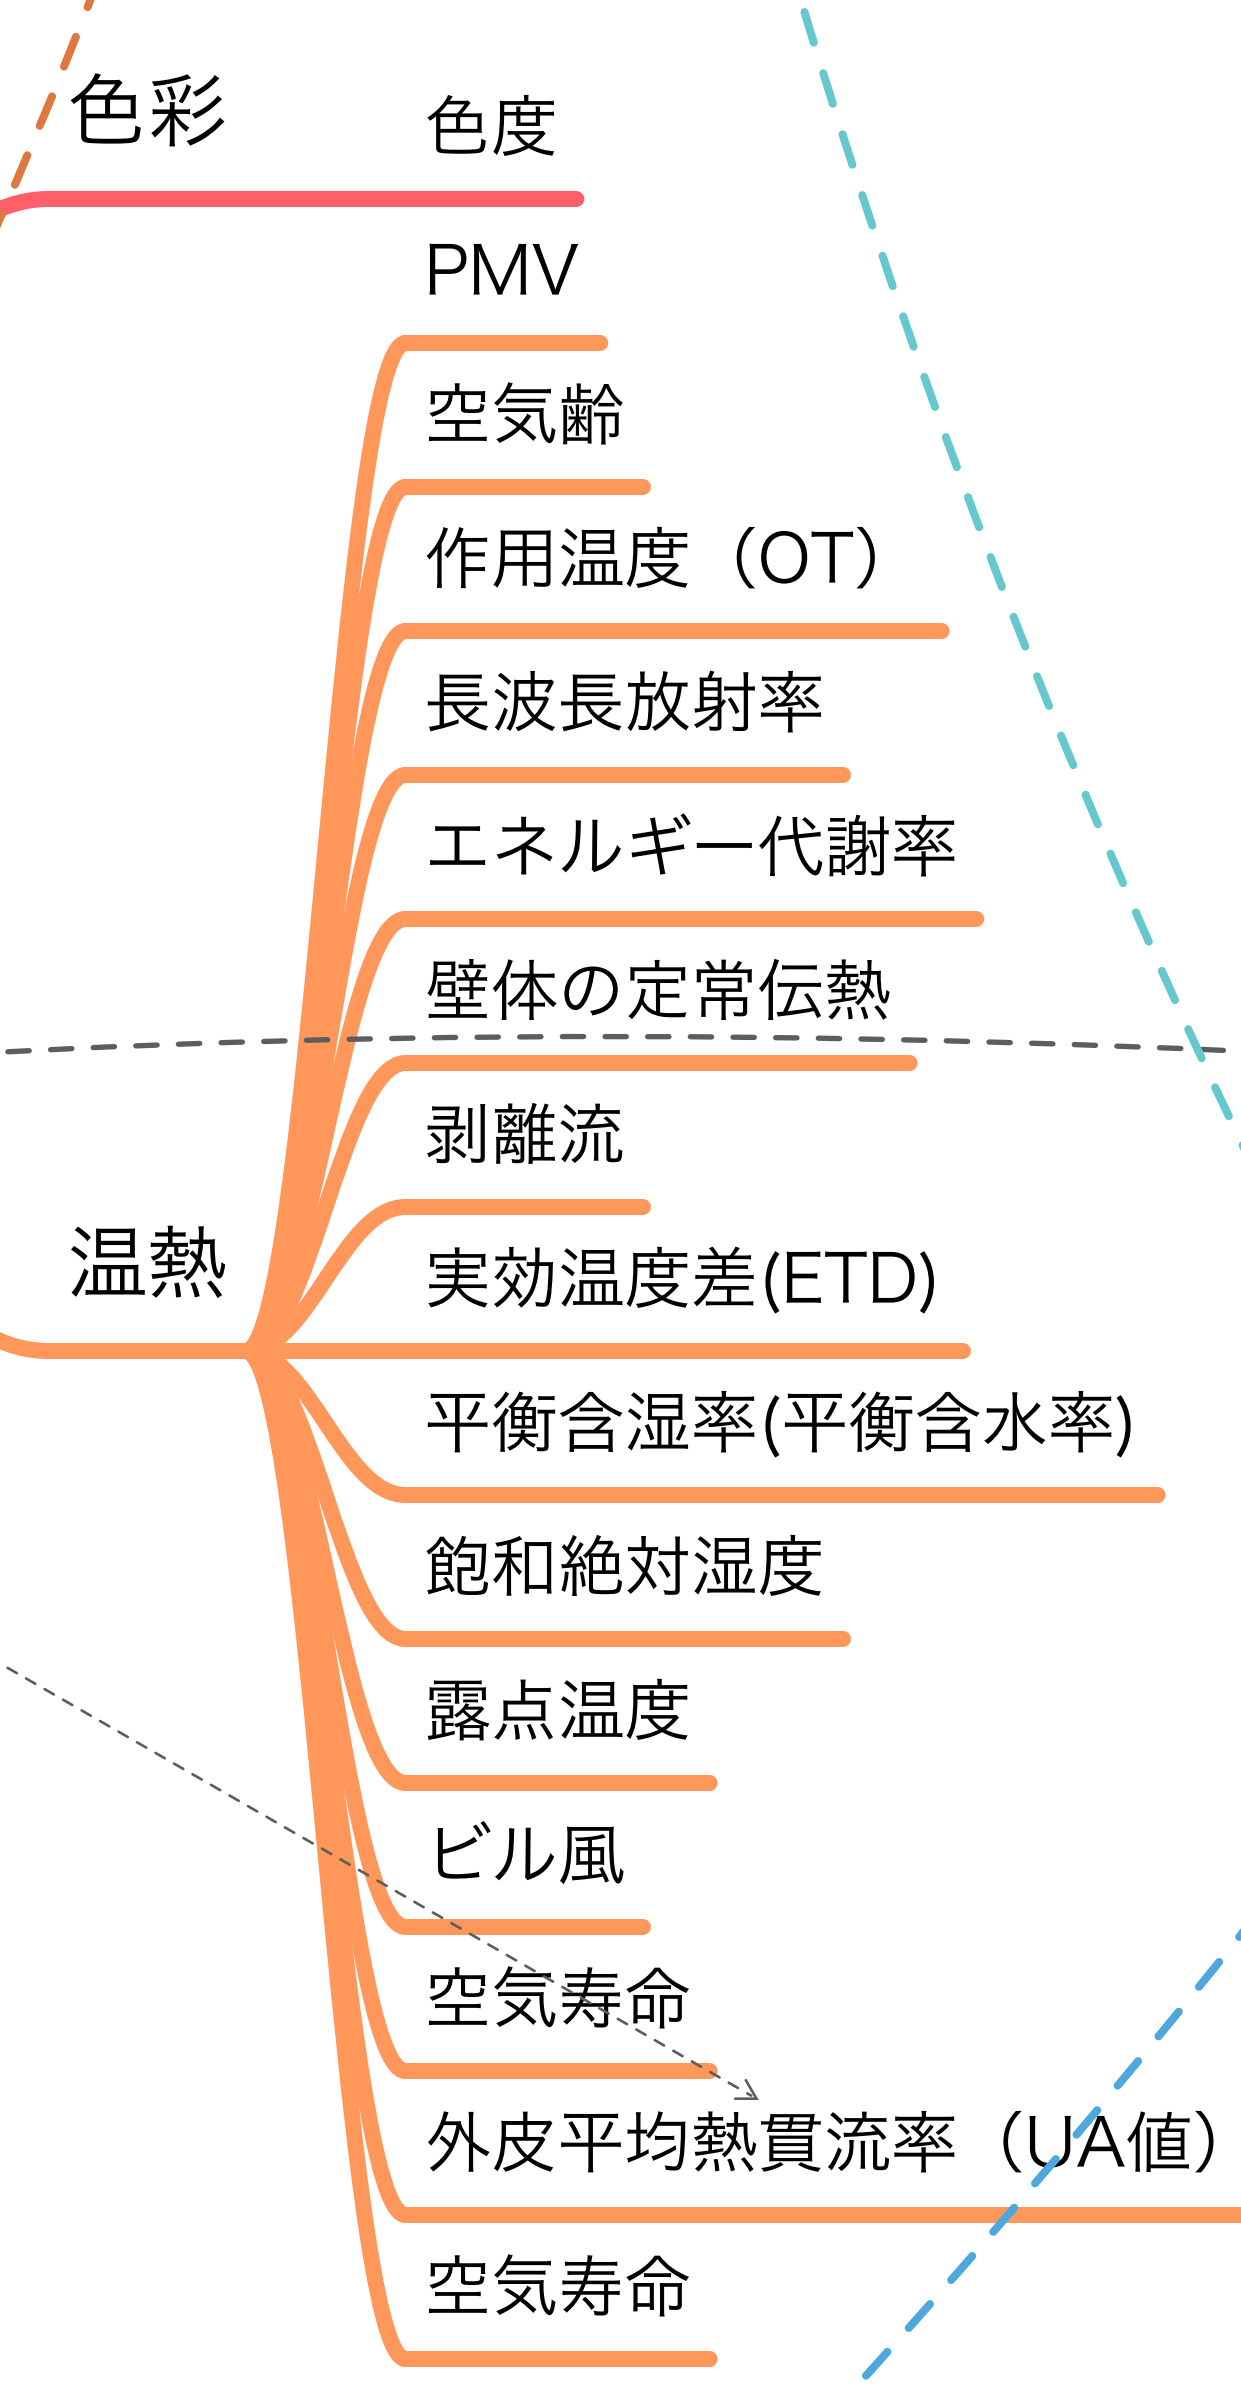 色彩
色度
PMV
空気齢
作用温度（OT）
長波長放射率
エネルギー代謝率
壁体の定常伝熱
剥離流
温熱
実効温度差(ETD)
平衡含湿率(平衡含水率)
飽和絶対湿度
露点温度
ビル風
空気寿命
外皮平均熱貫流率（UA値）
空気寿命